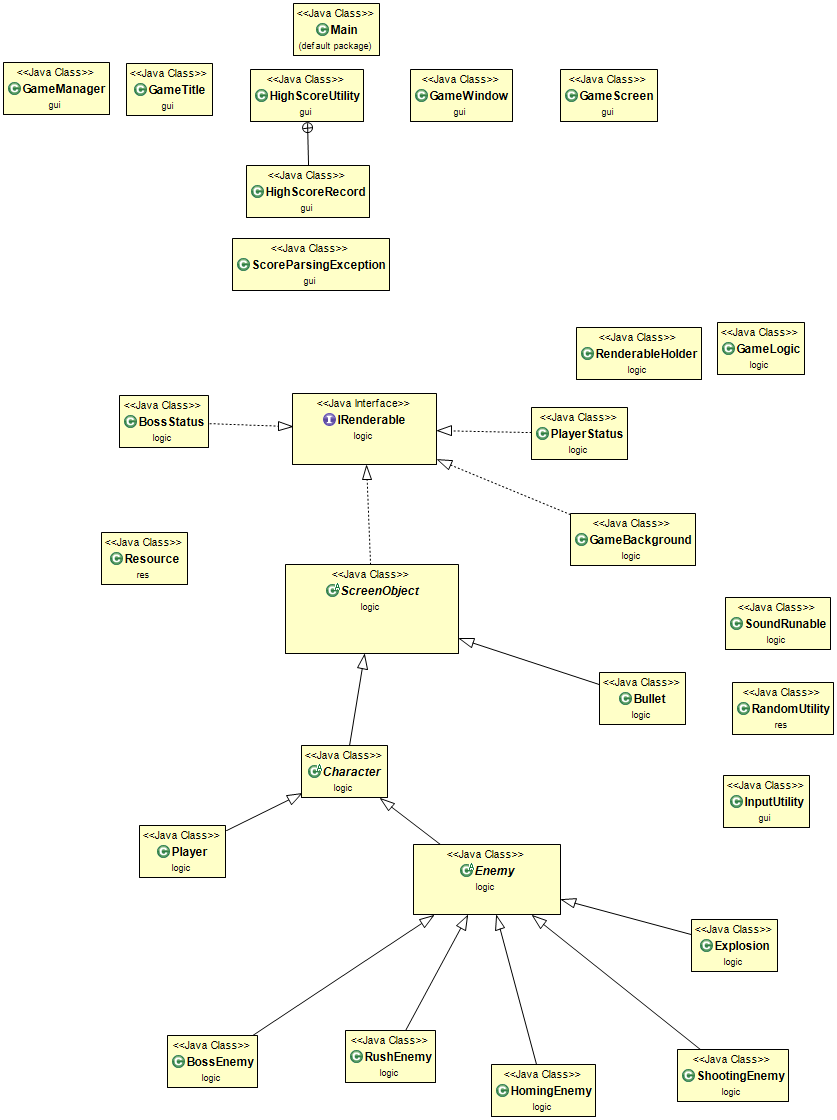 <<Java Class>>
Main
(default package)
<<Java Class>>
GameManager
gui
<<Java Class>>
GameTitle
gui
<<Java Class>>
HighScoreUtility
gui
<<Java Class>>
GameWindow
gui
<<Java Class>>
GameScreen
gui
<<Java Class>>
HighScoreRecord
gui
<<Java Class>>
ScoreParsingException
gui
<<Java Class>>
RenderableHolder
logic
<<Java Class>>
GameLogic
logic
<<Java Class>>
BossStatus
logic
<<Java Interface>>
IRenderable
logic
<<Java Class>>
PlayerStatus
logic
<<Java Class>>
GameBackground
logic
<<Java Class>>
Resource
res
<<Java Class>>
ScreenObject
logic
<<Java Class>>
SoundRunable
logic
<<Java Class>>
Bullet
logic
<<Java Class>>
RandomUtility
res
<<Java Class>>
Character
logic
<<Java Class>>
InputUtility
gui
<<Java Class>>
Player
logic
<<Java Class>>
Enemy
logic
<<Java Class>>
Explosion
logic
<<Java Class>>
BossEnemy
logic
<<Java Class>>
RushEnemy
logic
<<Java Class>>
HomingEnemy
logic
<<Java Class>>
ShootingEnemy
logic